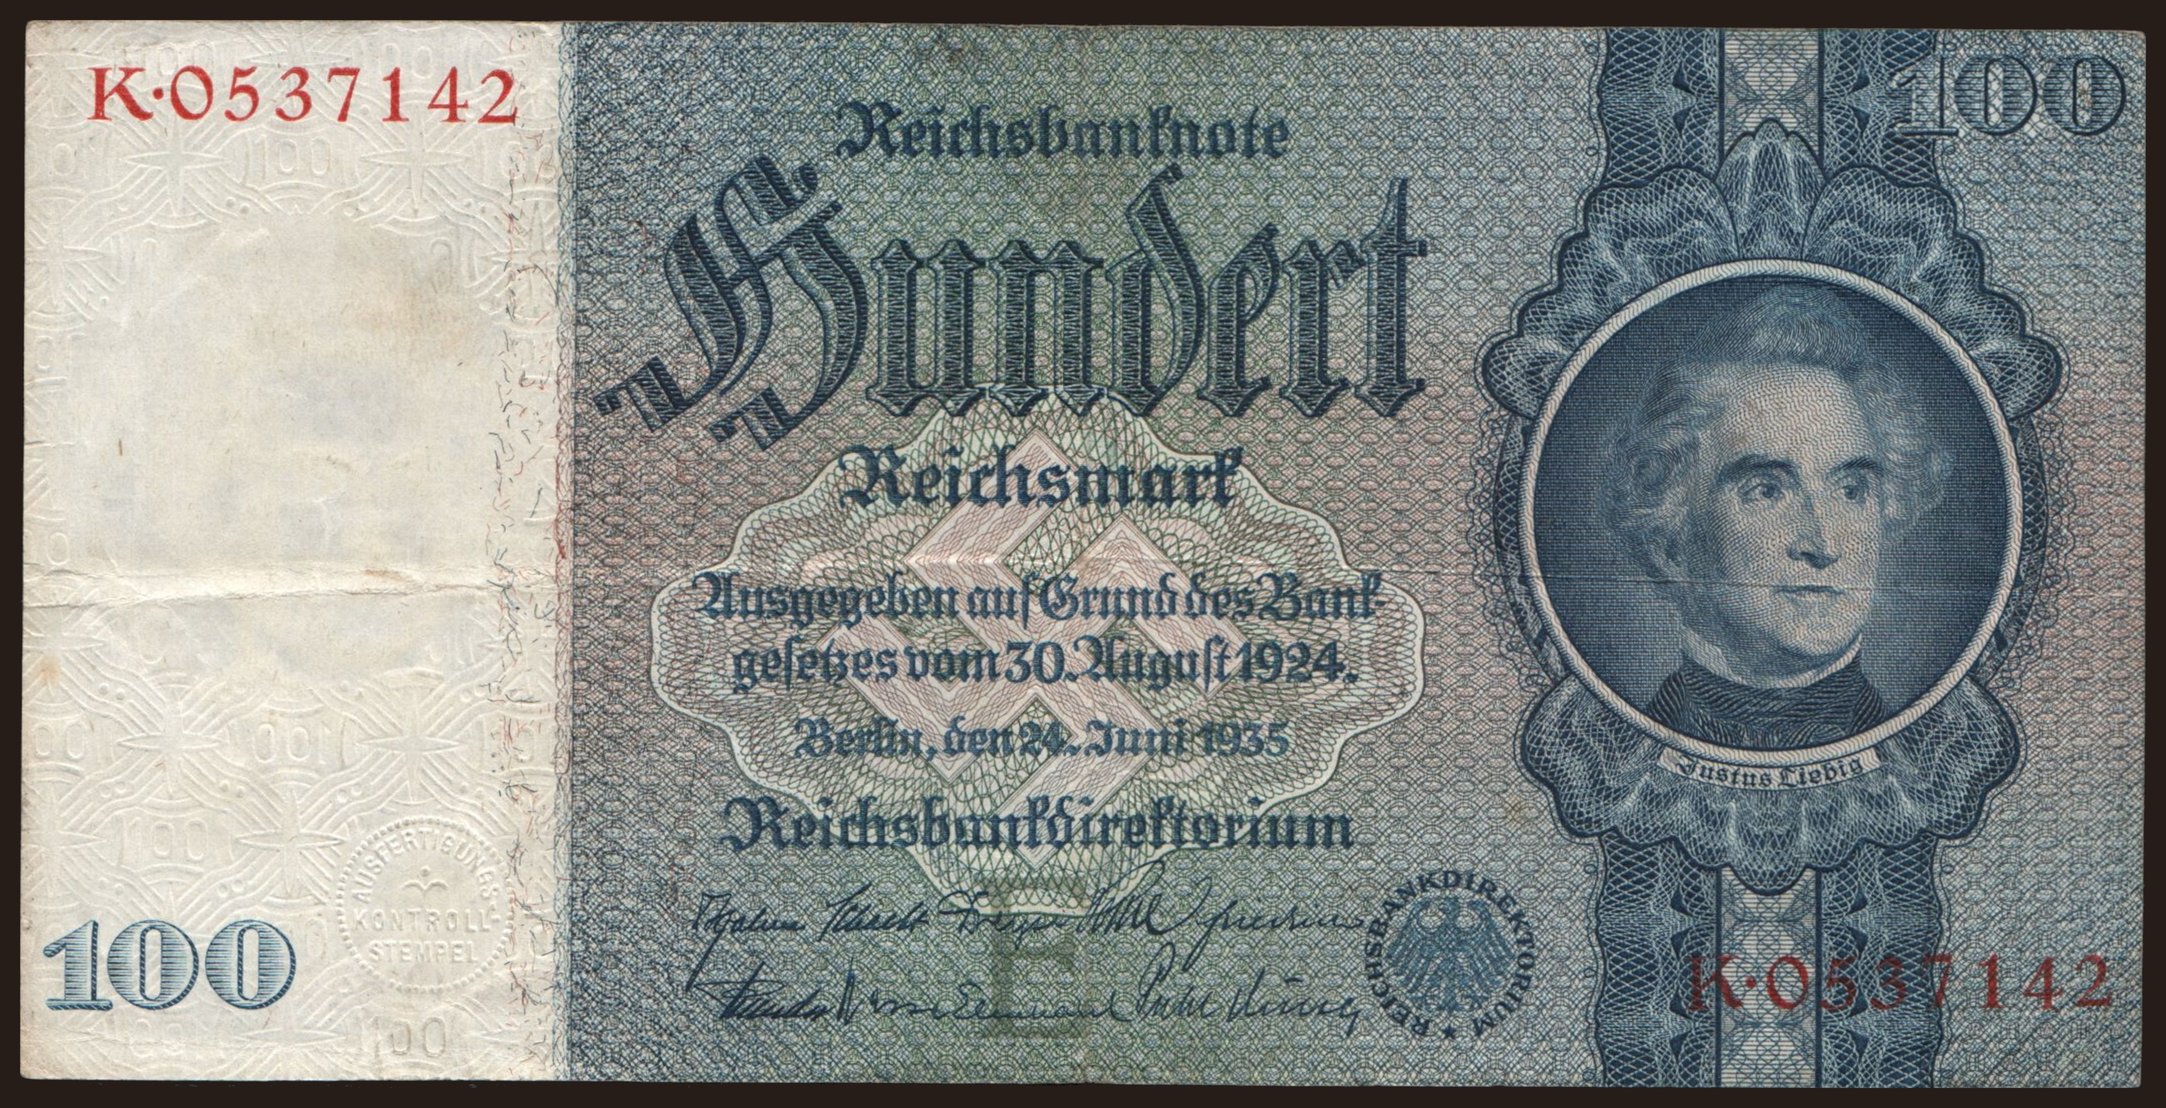 K·0537142
100
Reichsbanknote
Hundert
Reichsmark
Ausgegeben auf Grund des Bank-
gesetzes vom 30. August 1924.
Berlin, den 24. Juni 1935
Reichsbankdirektorium
Justus Liebig
REICHSBANKDIREKTORIUM
E
AUSFERTIGUNGS-
KONTROLL-
STEMPEL
100
K·0537142